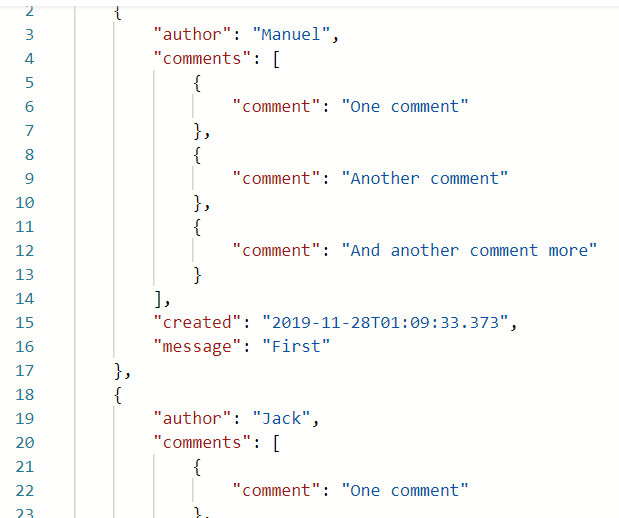 2 {
3 "author": "Manuel",
4 "comments": [
5 {
6 "comment": "One comment"
7 },
8 {
9 "comment": "Another comment"
10 },
11 {
12 "comment": "And another comment more"
13 }
14 ],
15 "created": "2019-11-28T01:09:33.373",
16 "message": "First"
17 },
18 {
19 "author": "Jack",
20 "comments": [
21 {
22 "comment": "One comment"
23 },